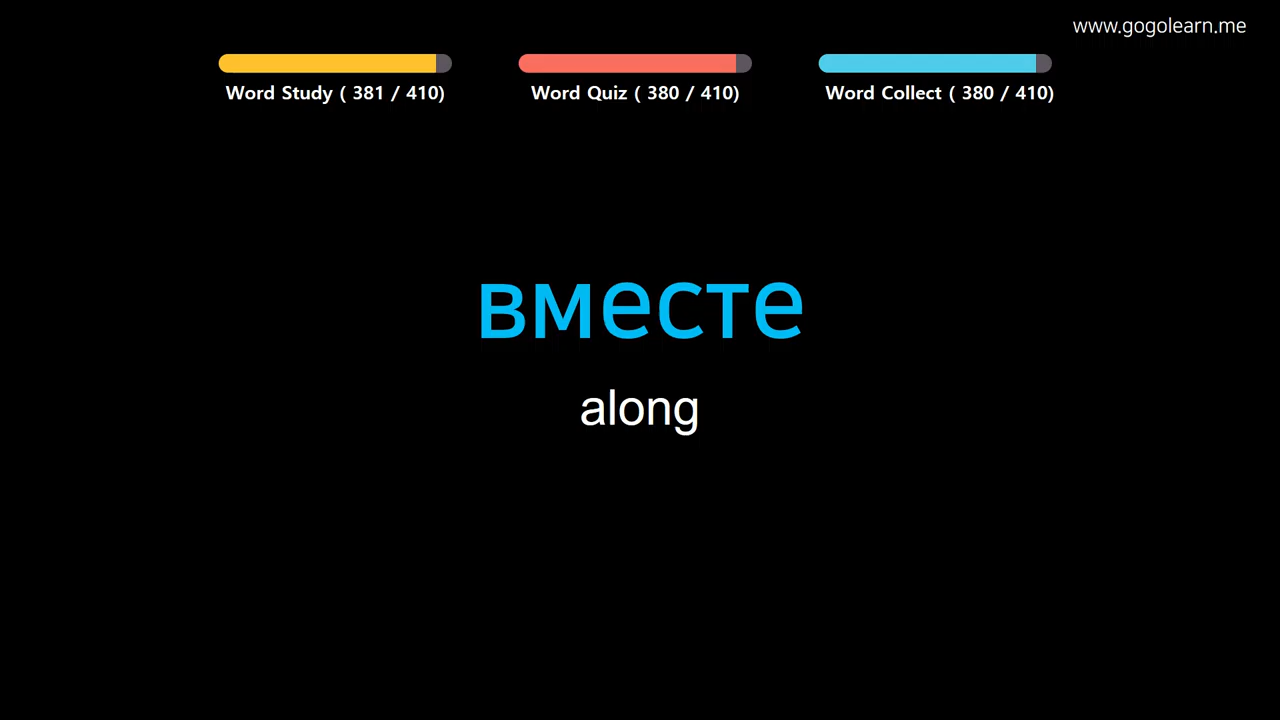 www.gogolearn.me
Word Study ( 381 / 410)
Word Quiz ( 380 / 410)
Word Collect ( 380 / 410)
вместе
along